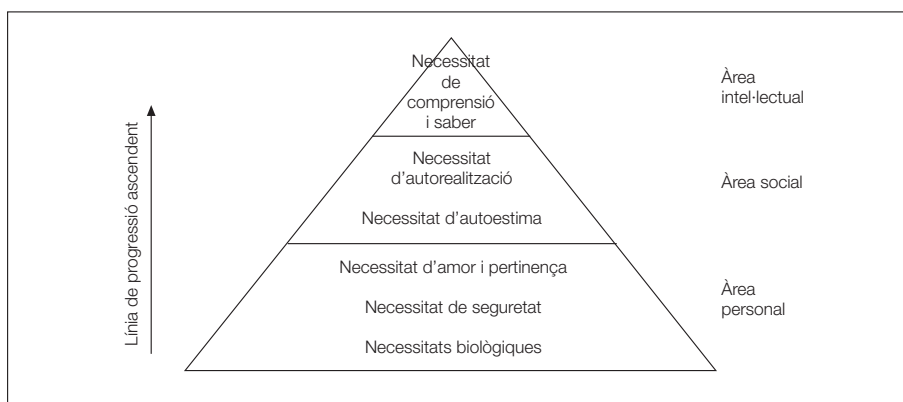 Necessitat
de
comprensió
i saber
Àrea
intel·lectual
Necessitat
d’autorealització
Necessitat d’autoestima
Àrea social
Necessitat d’amor i pertinença
Necessitat de seguretat
Necessitats biològiques
Àrea
personal
Línia de progressió ascendent